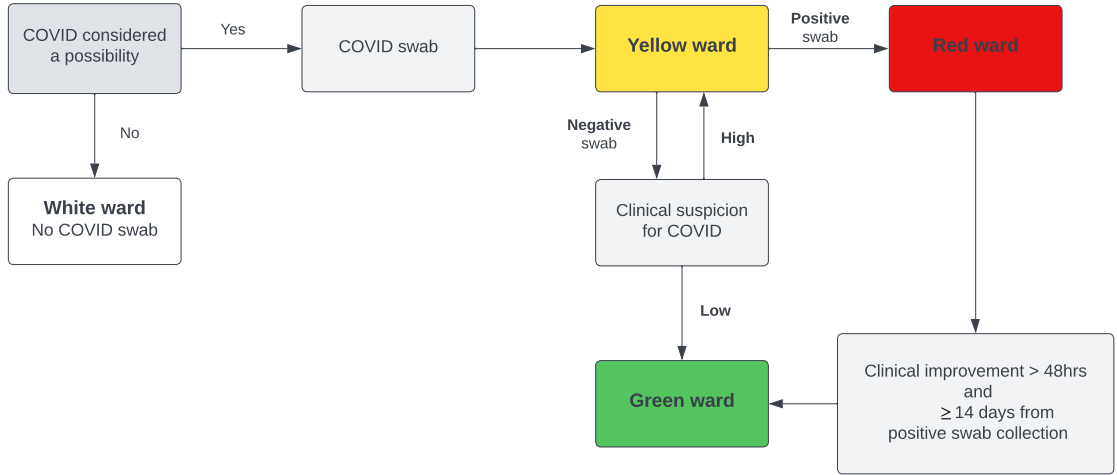 COVID considered
a possibility
Yes
COVID swab
Yellow ward
Positive
swab
Red ward
No
Negative
swab
High
White ward
No COVID swab
Clinical suspicion
for COVID
Low
Green ward
Clinical improvement > 48hrs
and
≥ 14 days from
positive swab collection